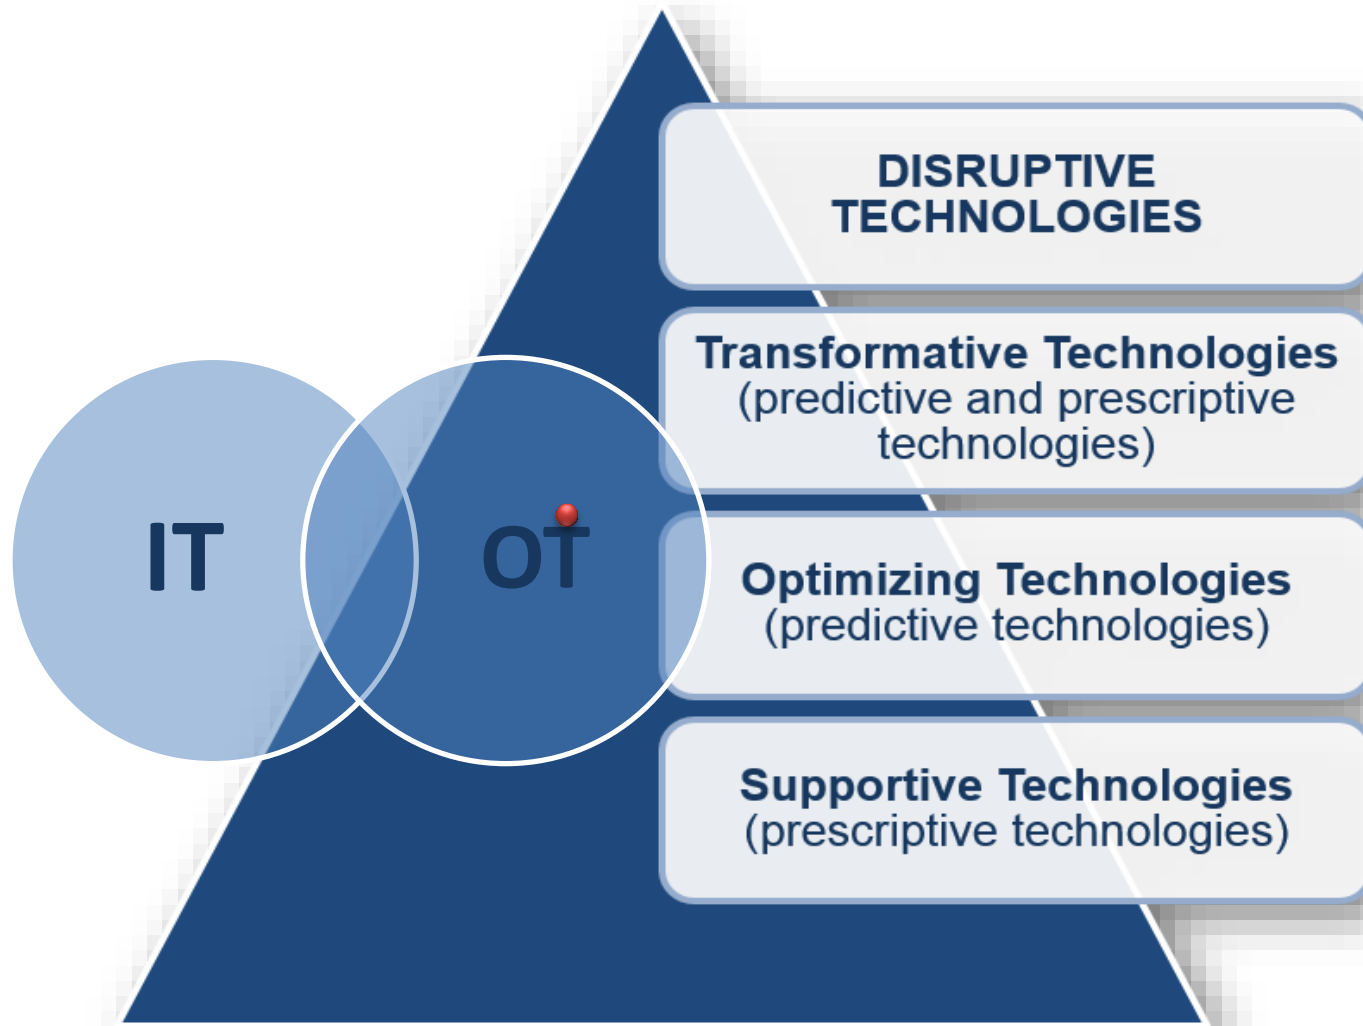 DISRUPTIVE
TECHNOLOGIES
Transformative Technologies
(predictive and prescriptive
technologies)
IT
OT
Optimizing Technologies
(predictive technologies)
Supportive Technologies
(prescriptive technologies)